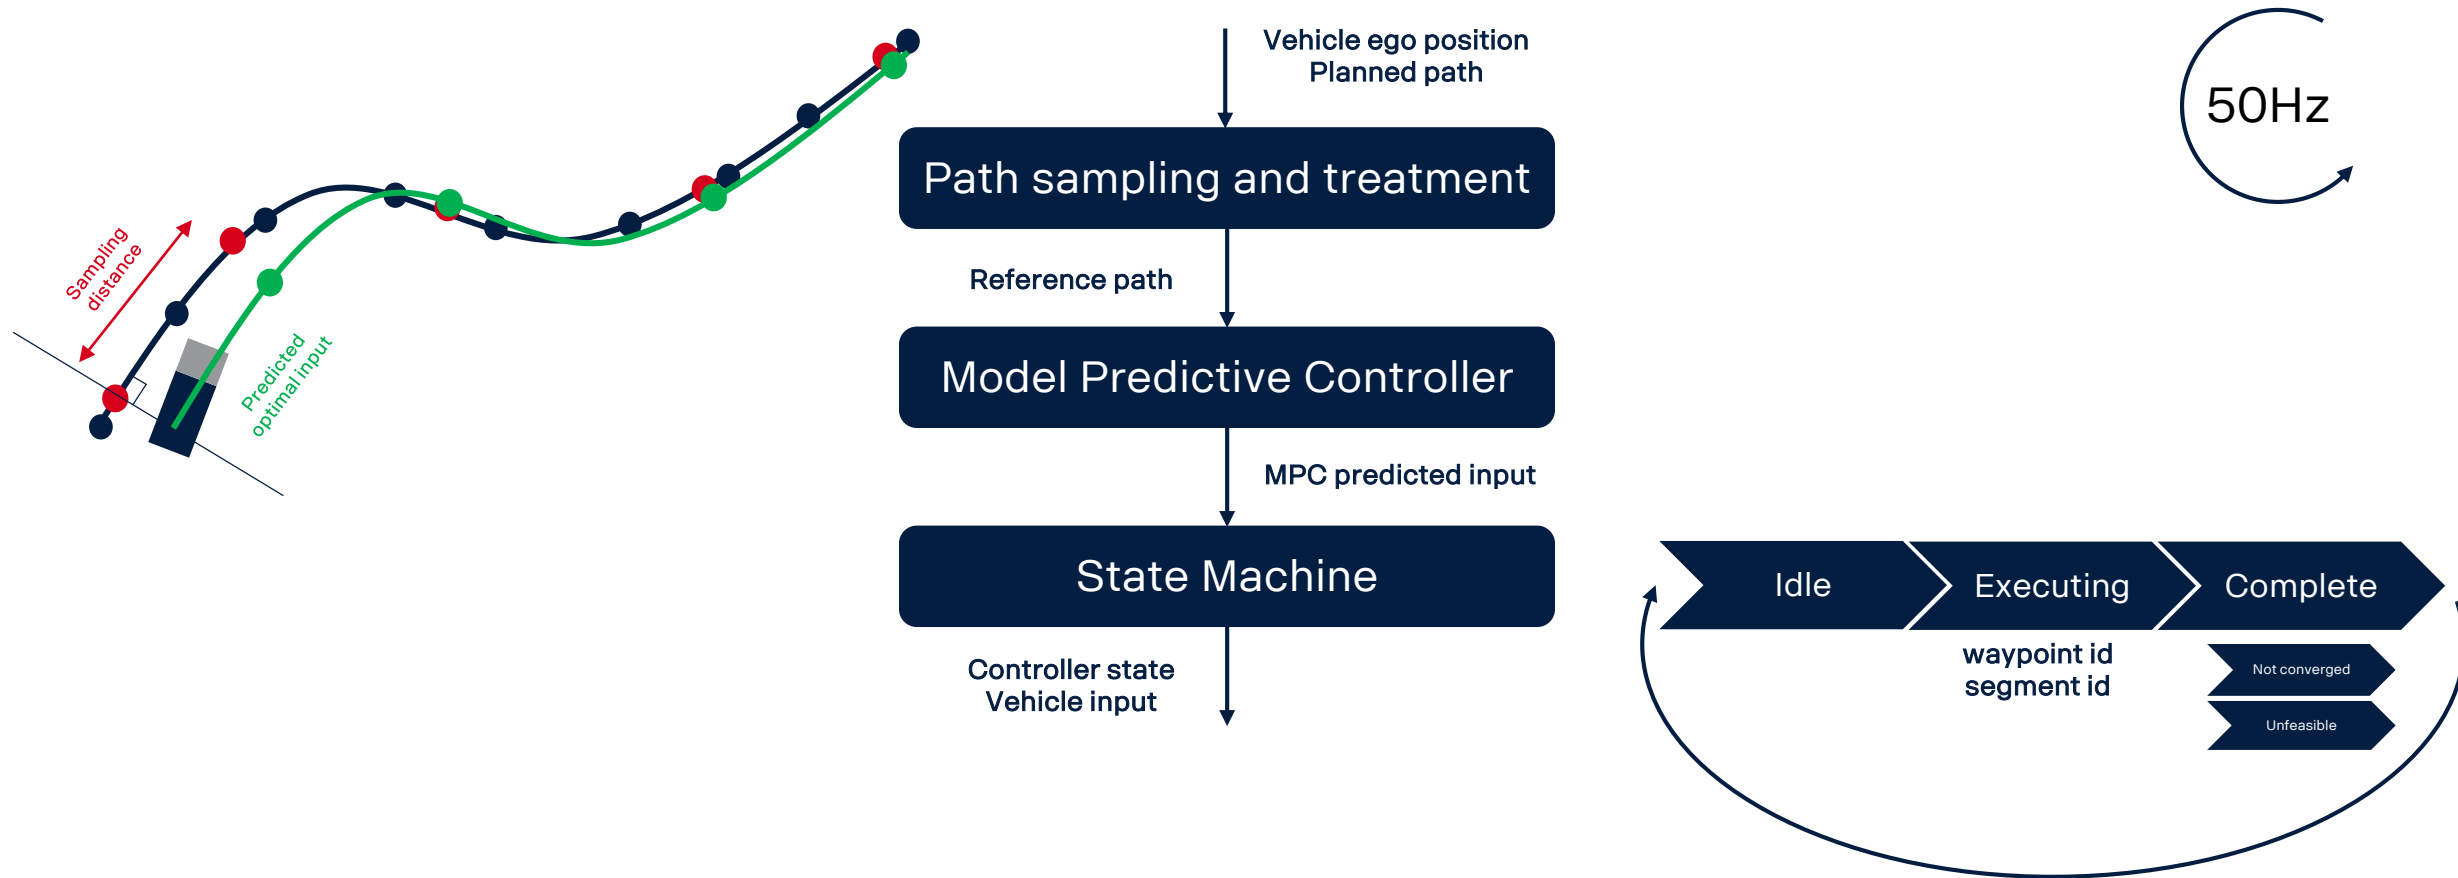 Sampling
distance
Predicted
optimal input
Vehicle ego position
Planned path
Path sampling and treatment
Reference path
Model Predictive Controller
MPC predicted input
State Machine
Controller state
Vehicle input
50Hz
Idle
Executing
Complete
waypoint id
segment id
Not converged
Unfeasible